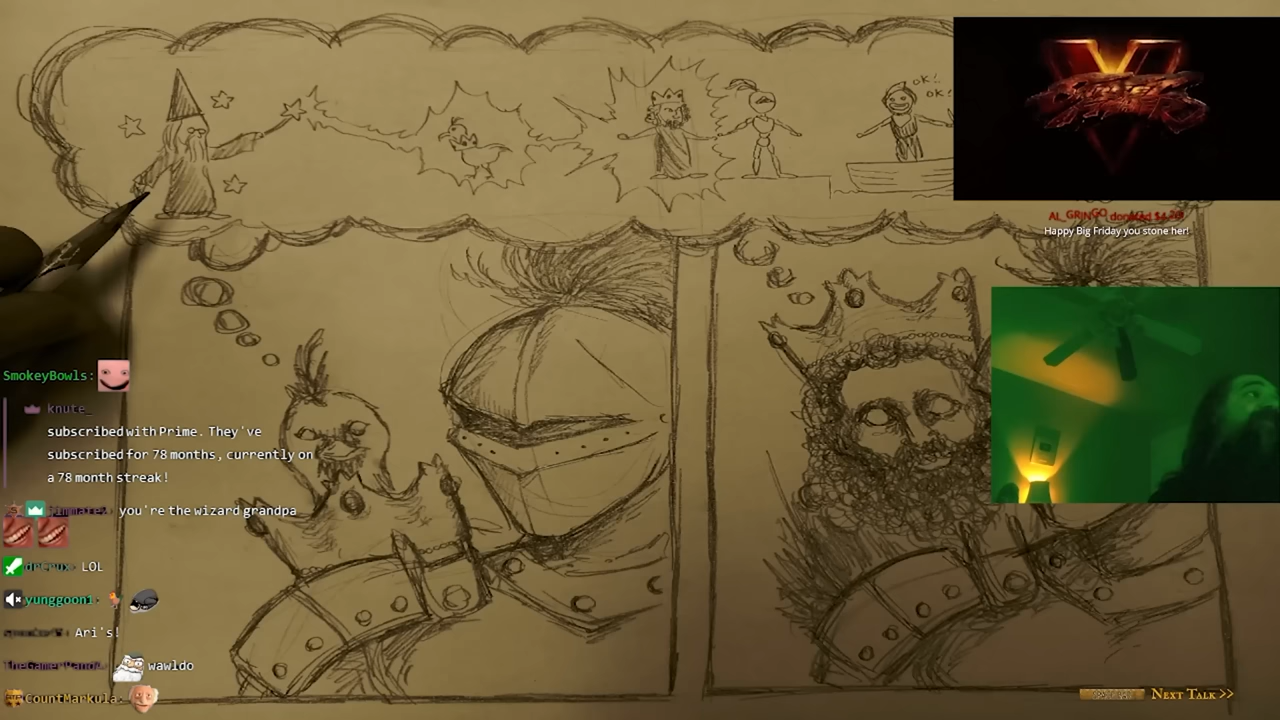 OK!
OK!
V
AL_GRINGO donated $4.20!
Happy Big Friday you stone her!
SmokeyBowls:
knute_
subscribed with Prime. They've
subscribed for 78 months, currently on
a 78 month streak!
you're the wizard grandpa
LOL
yunggoon1:
Ari's!
wawldo
CountMarkula:
NEXT TALK >>